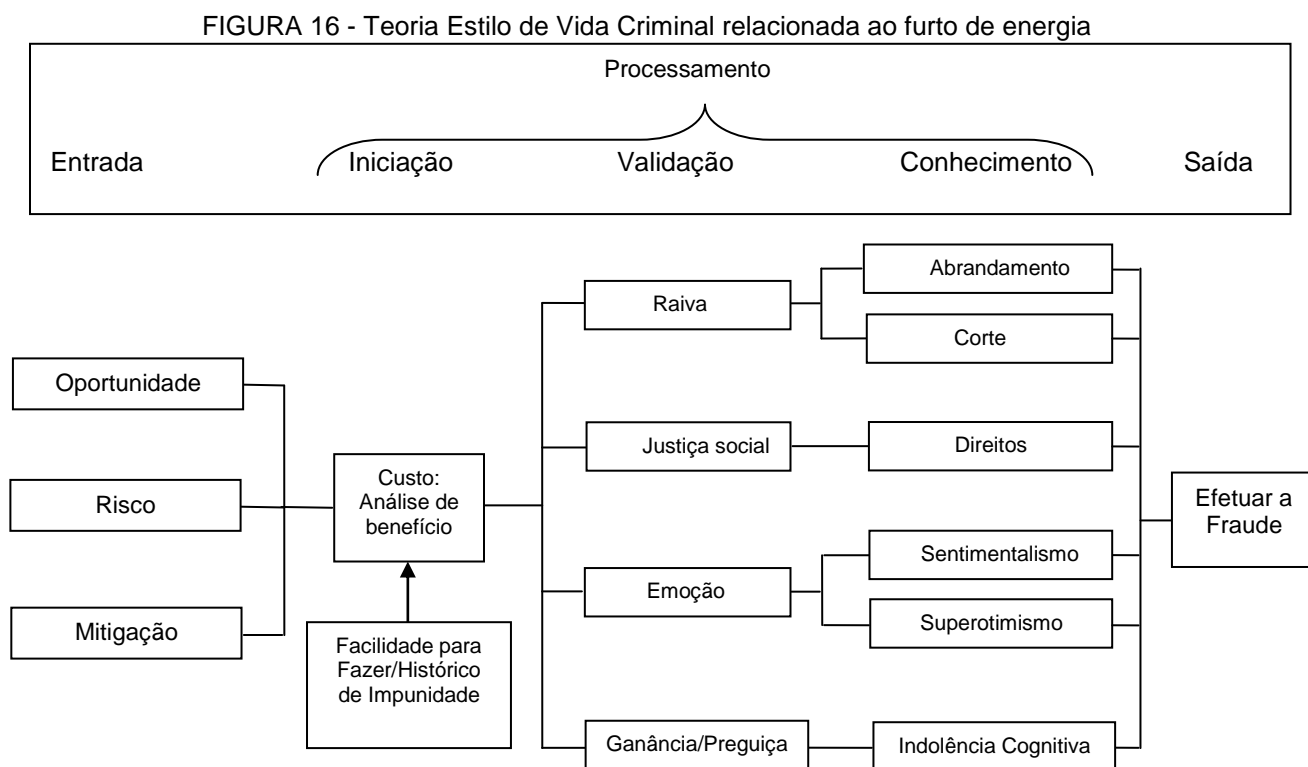 FIGURA 16 - Teoria Estilo de Vida Criminal relacionada ao furto de energia
Processamento
Entrada
Iniciação
Validação
Conhecimento
Saída
Oportunidade
Risco
Mitigação
Custo:
Análise de
benefício
Facilidade para
Fazer/Histórico
de Impunidade
Raiva
Abrandamento
Corte
Justiça social
Direitos
Emoção
Sentimentalismo
Superotimismo
Ganância/Preguiça
Indolência Cognitiva
Efetuar a
Fraude